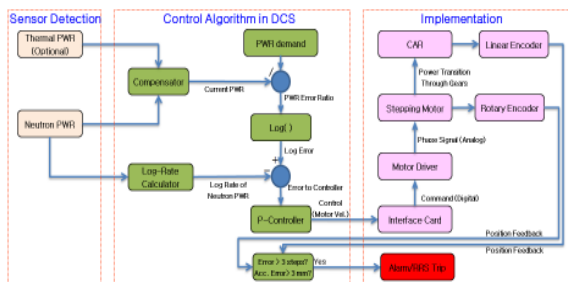 Sensor Detection
Control Algorithm in DCS
Implementation
Thermal PWR
(Optional)
PWR demand
CAR
Linear Encoder
Compensator
Current PWR
/
PWR Error Ratio
Power Transition
Through Gears
Neutron PWR
Log( )
Stepping Motor
Rotary Encoder
Log Error
Phase Signal (Analog)
Log-Rate
Calculator
Log Rate of
Neutron PWR
+
-
Error to Controller
Motor Driver
Command (Digital)
P-Controller
Control
(Motor Vel.)
Interface Card
Position Feedback
Position Feedback
Error > 3 steps?
Acc. Error> 3 mm?
Yes
Alarm/RRS Trip